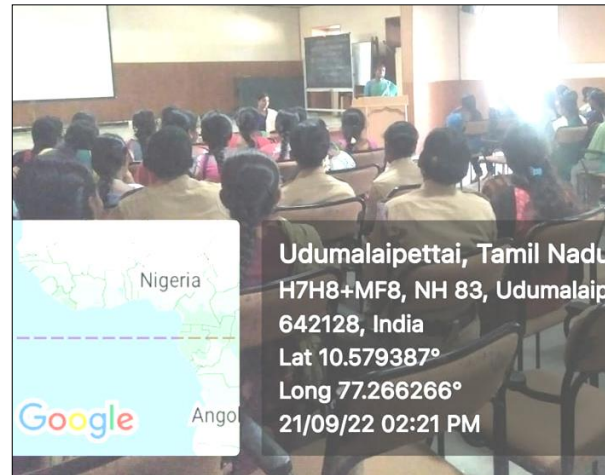 Nigeria
Angol
Google
Udumalaipettai, Tamil Nadu
H7H8+MF8, NH 83, Udumalaip
642128, India
Lat 10.579387°
Long 77.266266°
21/09/22 02:21 PM